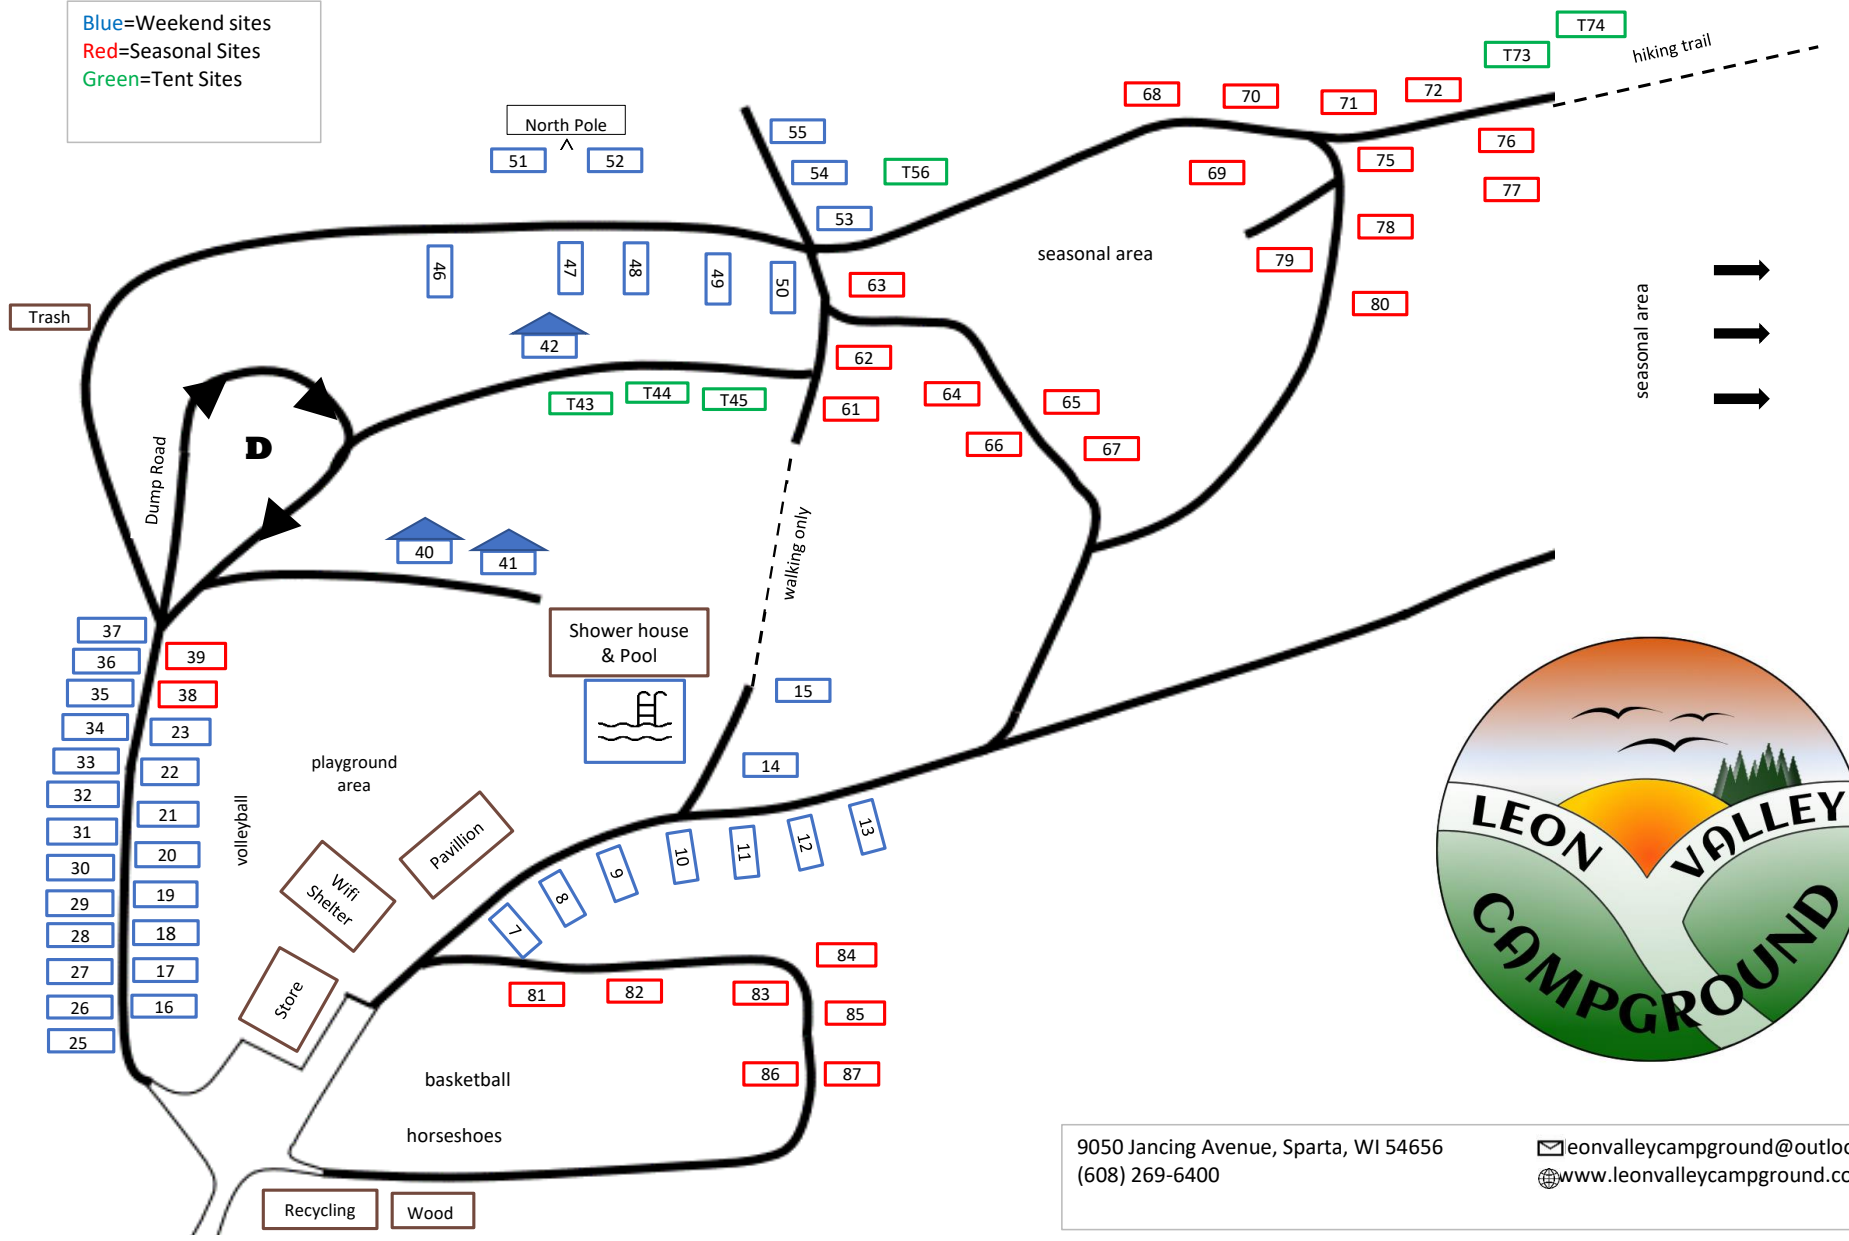 Blue=Weekend sites
Red=Seasonal Sites
Green=Tent Sites
North Pole
51
52
55
54
53
T56
68
70
71
72
T73
T74
hiking trail
69
75
76
77
78
79
80
seasonal area
seasonal area
Trash
46
47
48
49
50
63
42
62
61
64
65
66
67
T43
T44
T45
Dump Road
D
walking only
40
41
Shower house
& Pool
37
36
35
34
33
32
31
30
29
28
27
26
25
39
38
23
22
21
20
19
18
17
16
volleyball
playground
area
Pavillion
Wifi
Shelter
Store
15
14
13
12
11
10
9
8
7
81
82
83
84
85
86
87
basketball
horseshoes
Recycling
Wood
LEON VALLEY
CAMPGROUND
9050 Jancing Avenue, Sparta, WI 54656
(608) 269-6400
eonvalleycampground@outloo
www.leonvalleycampground.co